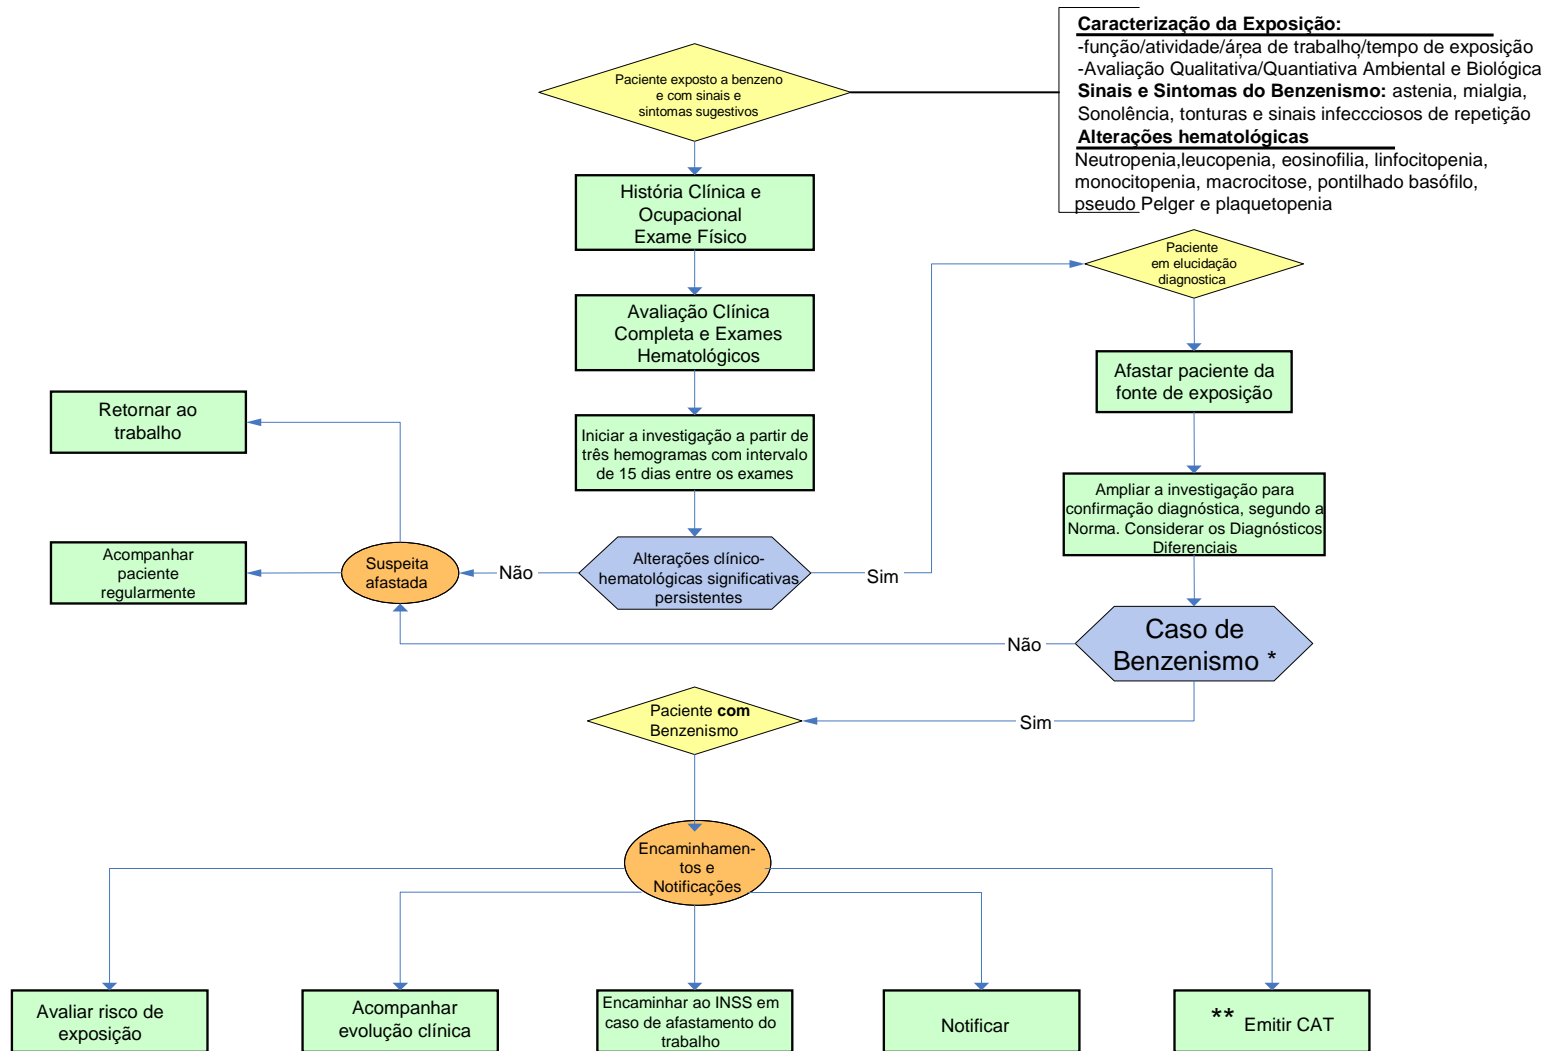 Caracterização da Exposição:
-função/atividade/área de trabalho/tempo de exposição
-Avaliação Qualitativa/Quantiativa Ambiental e Biológica
Sinais e Sintomas do Benzenismo: astenia, mialgia,
Sonolência, tonturas e sinais infeccciosos de repetição
Alterações hematológicas
Neutropenia,leucopenia, eosinofilia, linfocitopenia,
monocitopenia, macrocitose, pontilhado basófilo,
pseudo Pelger e plaquetopenia
Paciente exposto a benzeno
e com sinais e
sintomas sugestivos
História Clínica e
Ocupacional
Exame Físico
Avaliação Clínica
Completa e Exames
Hematológicos
Iniciar a investigação a partir de
três hemogramas com intervalo
de 15 dias entre os exames
Alterações clínico-
hematológicas significativas
persistentes
Não
Sim
Suspeita
afastada
Retornar ao
trabalho
Acompanhar
paciente
regularmente
Paciente
em elucidação
diagnostica
Afastar paciente da
fonte de exposição
Ampliar a investigação para
confirmação diagnóstica, segundo a
Norma. Considerar os Diagnósticos
Diferenciais
Caso de
Benzenismo *
Não
Sim
Paciente com
Benzenismo
Encaminhamen-
tos e
Notificações
Avaliar risco de
exposição
Acompanhar
evolução clínica
Encaminhar ao INSS em
caso de afastamento do
trabalho
Notificar
** Emitir CAT